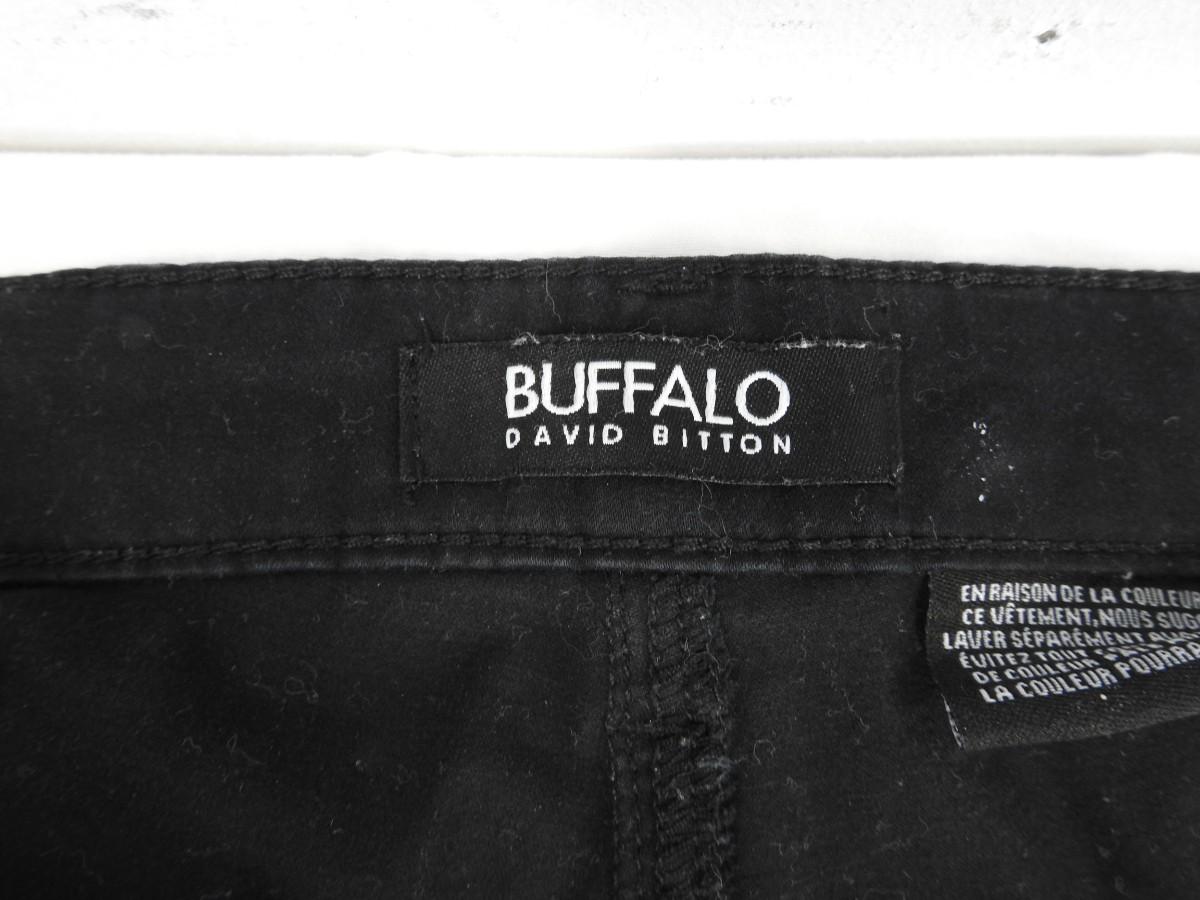 BUFFALO
DAVID BITTON
EN RAISON DE LA COULEUR
CE VÊTEMENT, NOUS SUGG
LAVER SÉPARÉMENT
ÉVITEZ TOUT
DE COULEUR
LA COULEUR POURRA